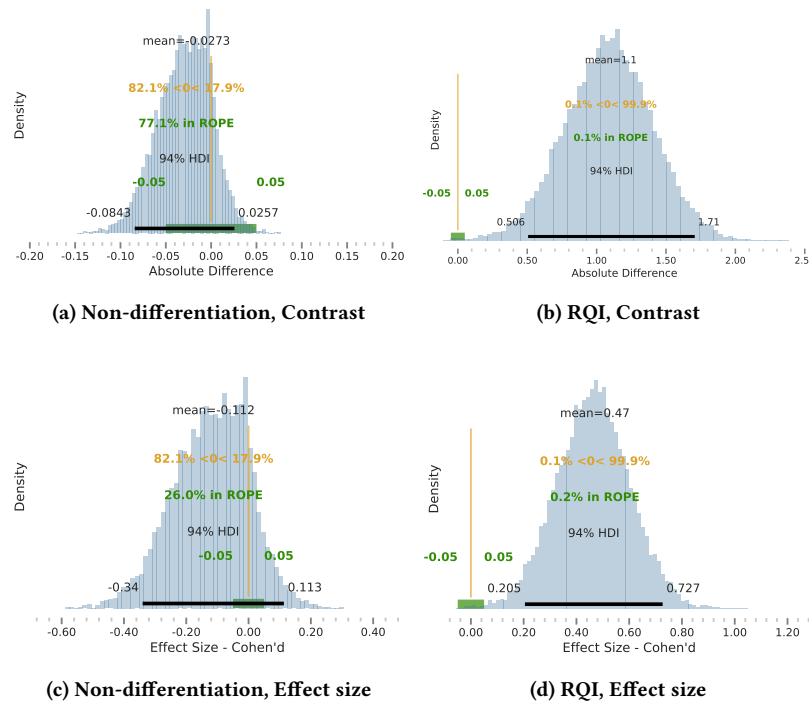 mean=-0.0273
82.1% <0< 17.9%
77.1% in ROPE
94% HDI
-0.05 0.05
-0.0843 0.0257
Density
-0.20 -0.15 -0.10 -0.05 0.00 0.05 0.10 0.15 0.20
Absolute Difference
(a) Non-differentiation, Contrast
mean=1.1
0.1% <0< 99.9%
0.1% in ROPE
94% HDI
-0.05 0.05
0.506 1.71
Density
0.00 0.50 1.00 1.50 2.00 2.5
Absolute Difference
(b) RQI, Contrast
mean=-0.112
82.1% <0< 17.9%
26.0% in ROPE
94% HDI
-0.05 0.05
-0.34 0.113
Density
-0.60 -0.40 -0.20 0.00 0.20 0.40
Effect Size - Cohen'd
(c) Non-differentiation, Effect size
mean=0.47
0.1% <0< 99.9%
0.2% in ROPE
94% HDI
-0.05 0.05
0.205 0.727
Density
0.00 0.20 0.40 0.60 0.80 1.00 1.20
Effect Size - Cohen'd
(d) RQI, Effect size